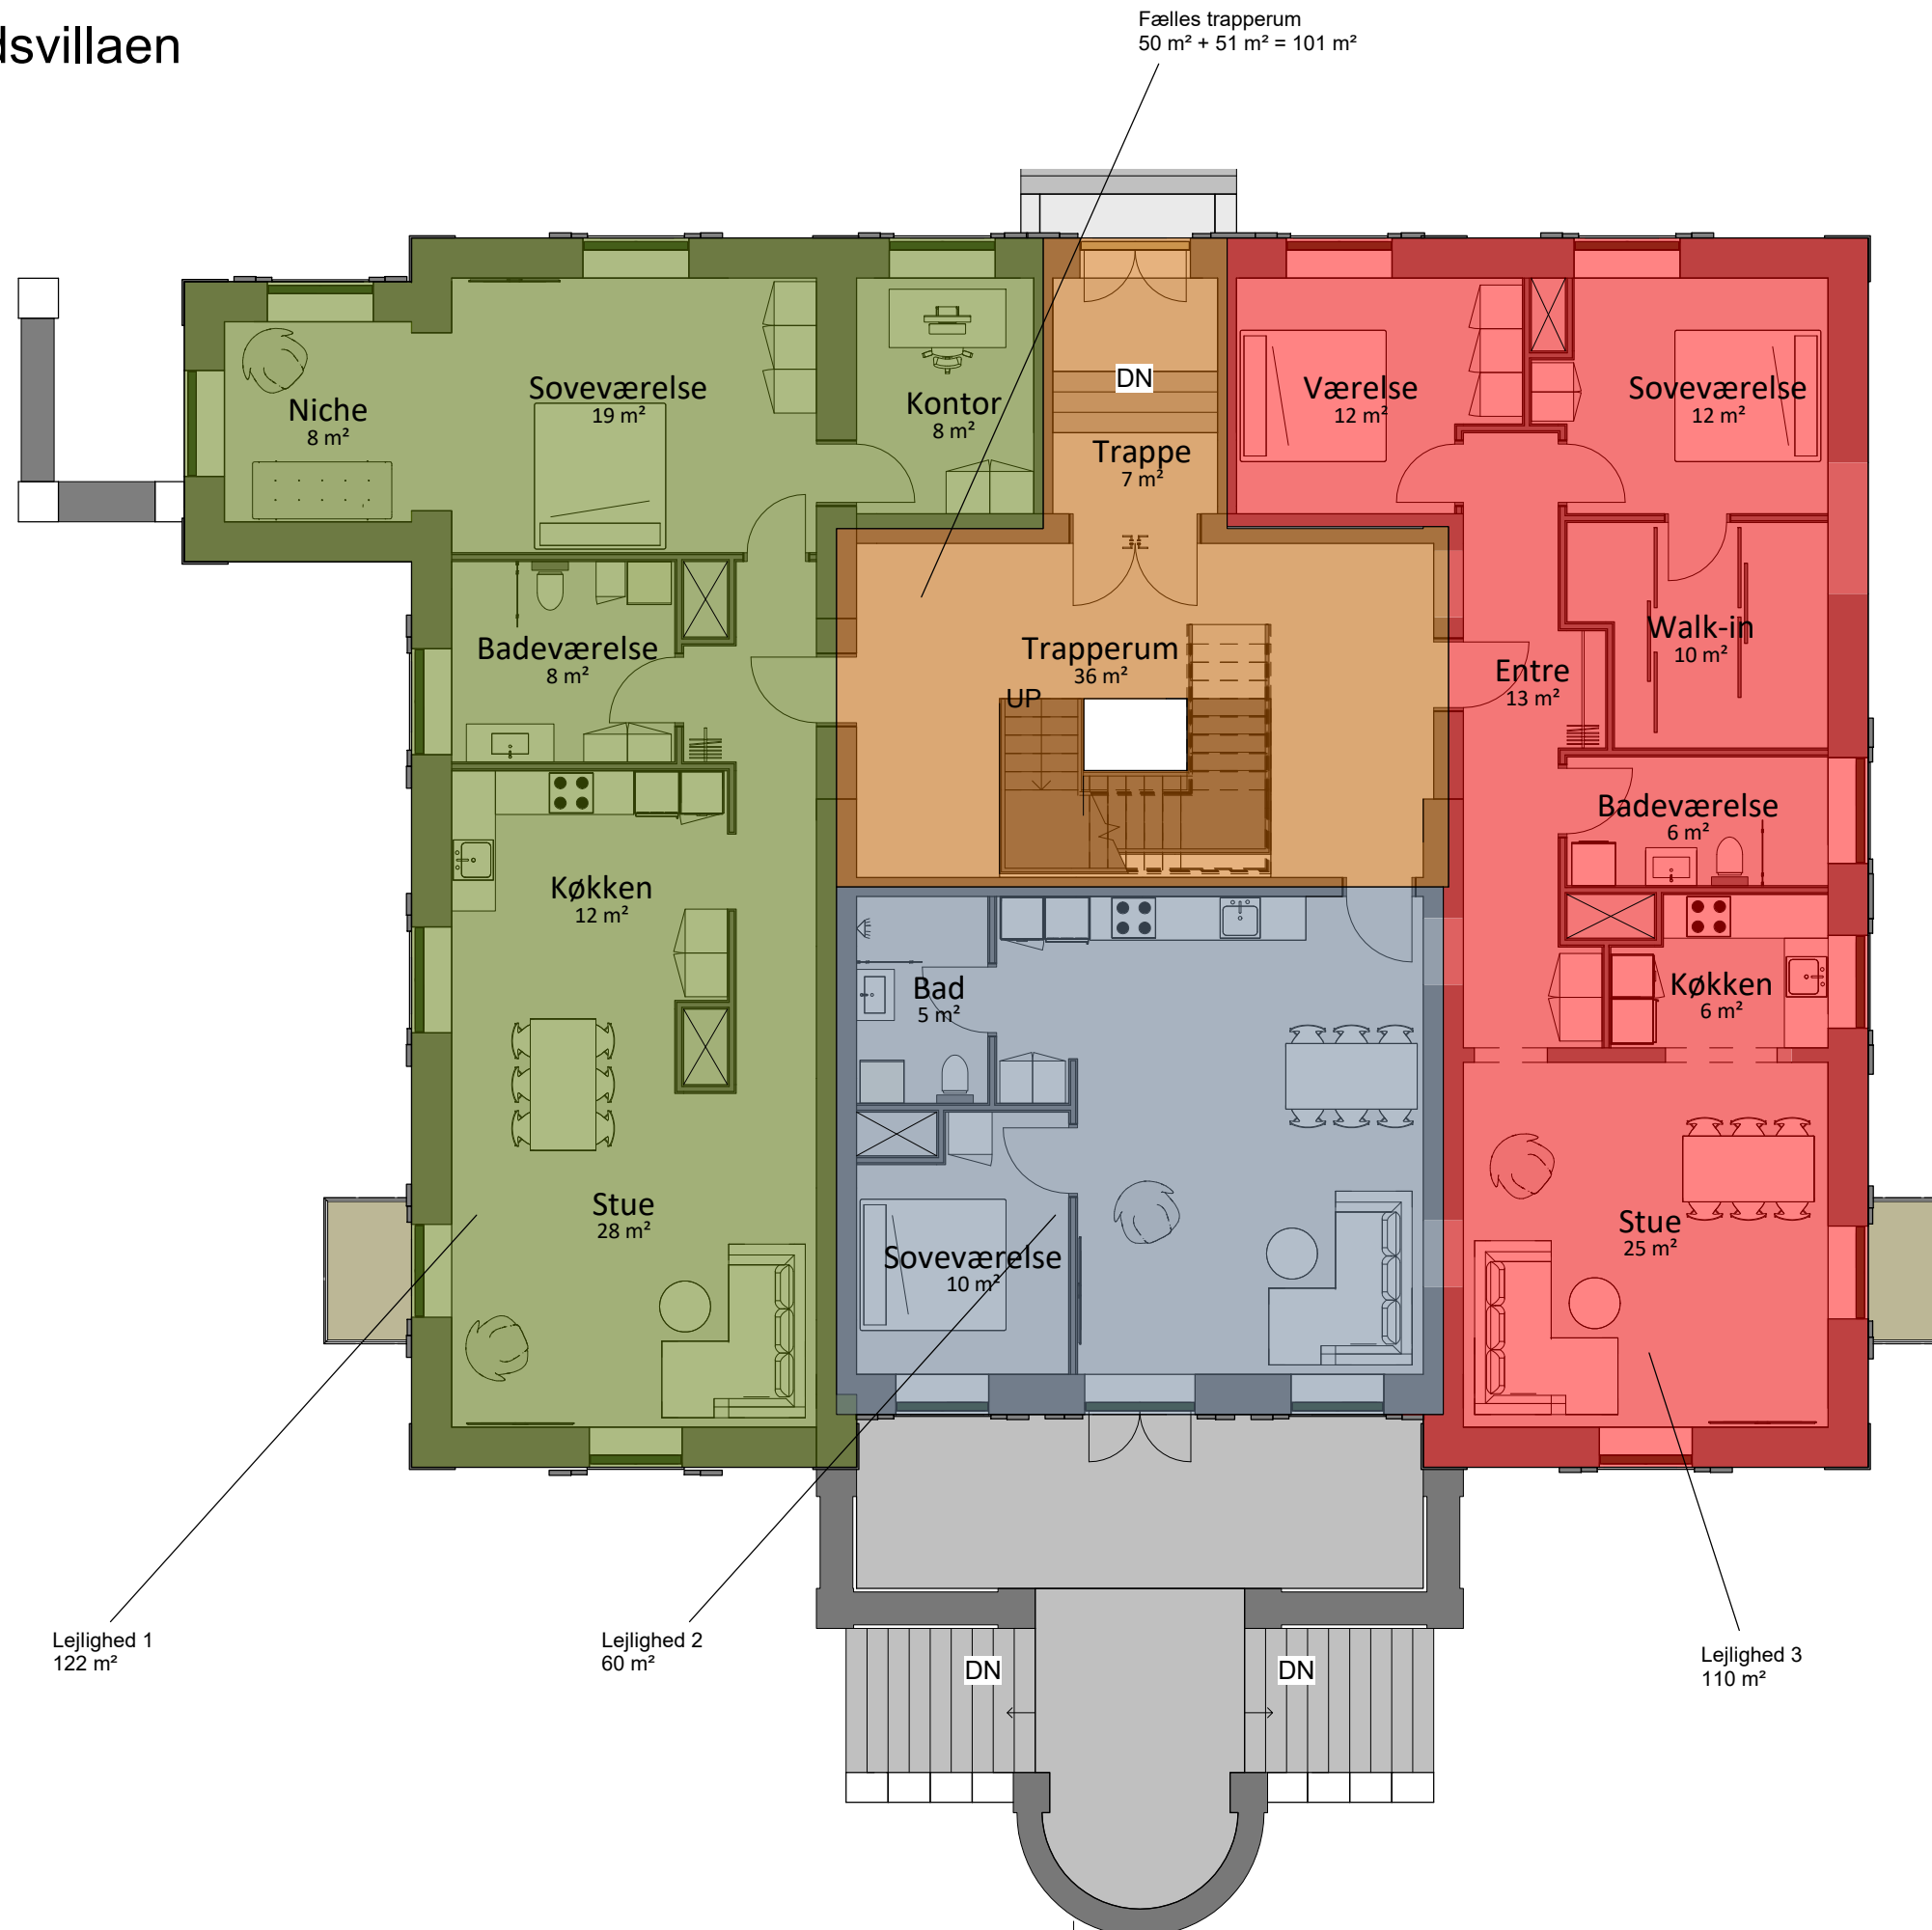 dsvillaen
Fælles trapperum
50 m² + 51 m² = 101 m²
Niche
8 m²
Soveværelse
19 m²
Kontor
8 m²
DN
Trappe
7 m²
Værelse
12 m²
Soveværelse
12 m²
Badeværelse
8 m²
Trapperum
36 m²
UP
Entre
13 m²
Walk-in
10 m²
Badeværelse
6 m²
Køkken
12 m²
Bad
5 m²
Køkken
6 m²
Stue
28 m²
Soveværelse
10 m²
Stue
25 m²
Lejlighed 1
122 m²
Lejlighed 2
60 m²
DN
DN
Lejlighed 3
110 m²